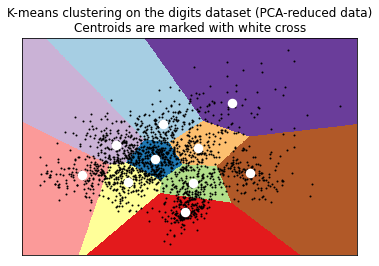 K-means clustering on the digits dataset (PCA-reduced data)
Centroids are marked with white cross